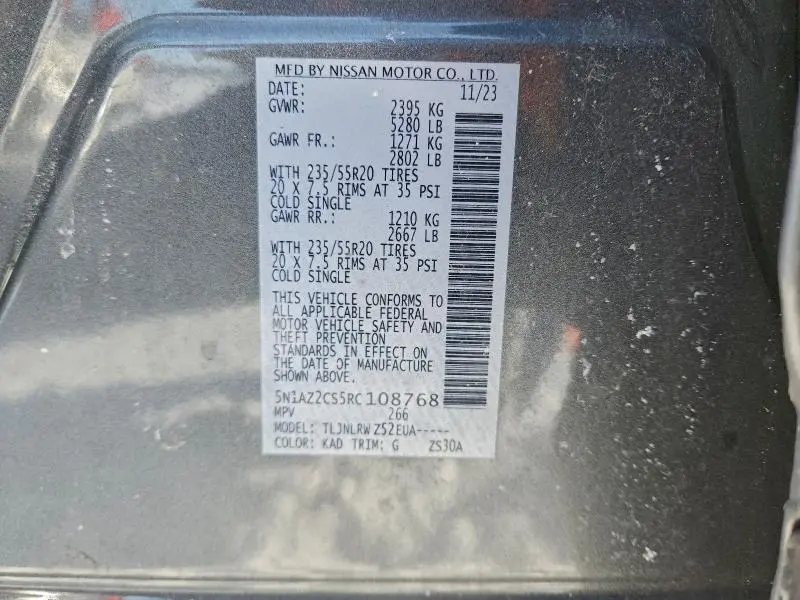 MFD BY NISSAN MOTOR CO., LTD.
DATE: 11/23
GVWR: 2395 KG
5280 LB
GAWR FR.: 1271 KG
2802 LB
WITH 235/55R20 TIRES
20 X 7.5 RIMS AT 35 PSI
COLD SINGLE
GAWR RR.: 1210 KG
2667 LB
WITH 235/55R20 TIRES
20 X 7.5 RIMS AT 35 PSI
COLD SINGLE
THIS VEHICLE CONFORMS TO
ALL APPLICABLE FEDERAL
MOTOR VEHICLE SAFETY AND
THEFT PREVENTION
STANDARDS IN EFFECT ON
THE DATE OF MANUFACTURE
SHOWN ABOVE.
5N1AZ2CS5RC108768
MPV 266
MODEL: TLJNLRW ZS2EUA-----
COLOR: KAD TRIM: G ZS30A